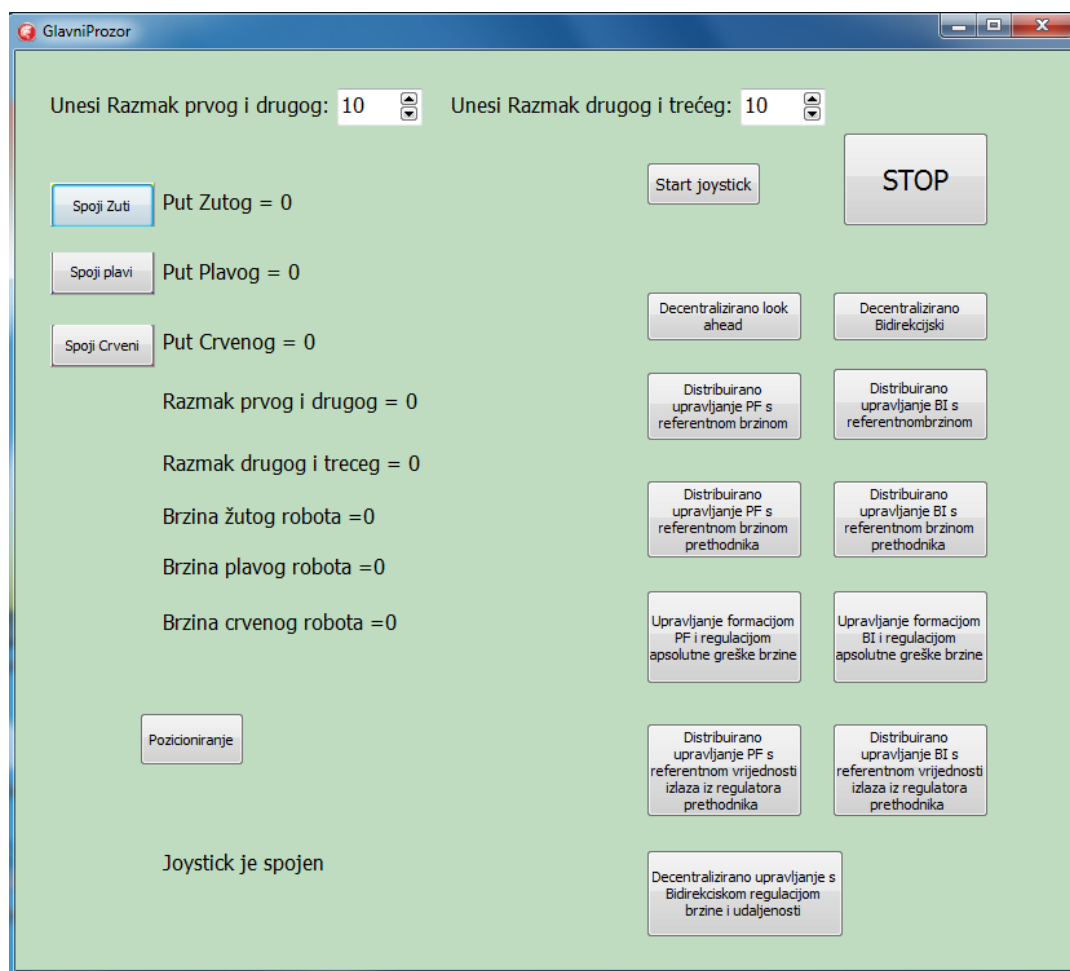 GlavniProzor
Unesi Razmak prvog i drugog: 10
Unesi Razmak drugog i trećeg: 10
Start joystick
STOP
Spoji Zuti
Put Zutog = 0
Spoji plavi
Put Plavog = 0
Spoji Crveni
Put Crvenog = 0
Razmak prvog i drugog = 0
Razmak drugog i treceg = 0
Brzina žutog robota =0
Brzina plavog robota =0
Brzina crvenog robota =0
Pozicioniranje
Joystick je spojen
Decentralizirano look
ahead
Decentralizirano
Bidirekcijski
Distribuirano
upravljanje PF s
referentnom brzinom
Distribuirano
upravljanje BI s
referentnombrzinom
Distribuirano
upravljanje PF s
referentnom brzinom
prethodnika
Distribuirano
upravljanje BI s
referentnom brzinom
prethodnika
Upravljanje formacijom
PF i regulacijom
apsolutne greške brzine
Upravljanje formacijom
BI i regulacijom
apsolutne greške brzine
Distribuirano
upravljanje PF s
referentnom vrijednosti
izlaza iz regulatora
prethodnika
Distribuirano
upravljanje BI s
referentnom vrijednosti
izlaza iz regulatora
prethodnika
Decentralizirano upravljanje s
Bidirekciskom regulacijom
brzine i udaljenosti